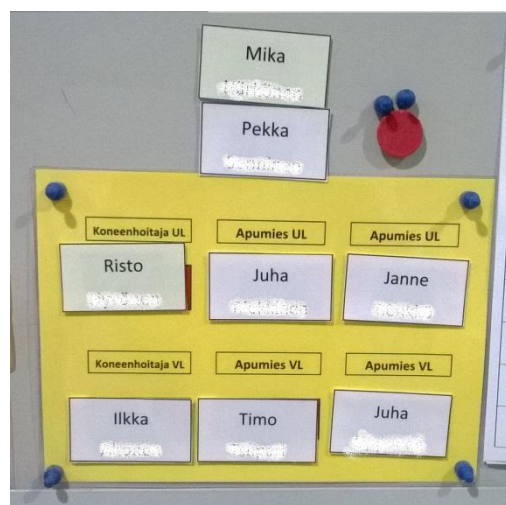 Mika
Pekka
Koneenhoitaja UL
Apumies UL
Apumies UL
Risto
Juha
Janne
Koneenhoitaja VL
Apumies VL
Apumies VL
Ilkka
Timo
Juha